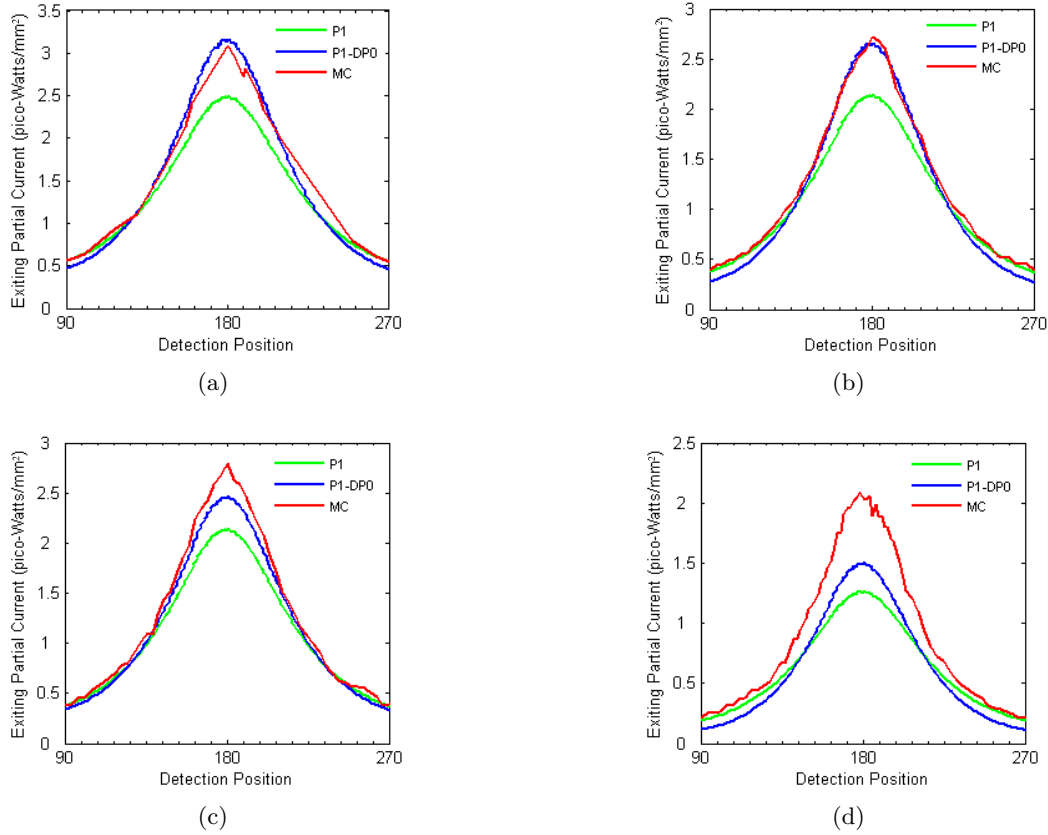 3.5
3
2.5
2
1.5
1
0.5
0
90
180
270
Exiting Partial Current (pico-Watts/mm²)
Detection Position
P1
P1-DP0
MC
(a)
3
2.5
2
1.5
1
0.5
0
90
180
270
Exiting Partial Current (pico-Watts/mm²)
Detection Position
P1
P1-DP0
MC
(b)
3
2.5
2
1.5
1
0.5
0
90
180
270
Exiting Partial Current (pico-Watts/mm²)
Detection Position
P1
P1-DP0
MC
(c)
2.5
2
1.5
1
0.5
0
90
180
270
Exiting Partial Current (pico-Watts/mm²)
Detection Position
P1
P1-DP0
MC
(d)